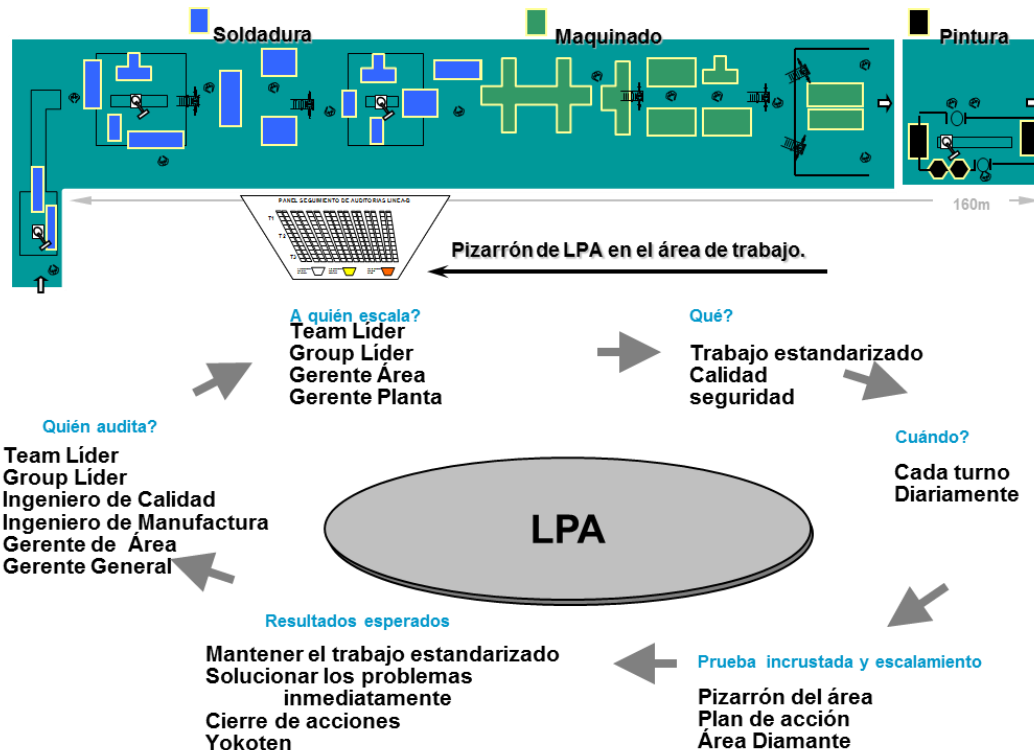 Soldadura
Maquinado
Pintura
160m
PANEL SEGUIMIENTO DE AUDITORIAS LINEA-B
T1
T2
T3
Pizarrón de LPA en el área de trabajo.
A quién escala?
Team Líder
Group Líder
Gerente Área
Gerente Planta
Qué?
Trabajo estandarizado
Calidad
seguridad
Cuándo?
Cada turno
Diariamente
Prueba incrustada y escalamiento
Pizarrón del área
Plan de acción
Área Diamante
Resultados esperados
Mantener el trabajo estandarizado
Solucionar los problemas
inmediatamente
Cierre de acciones
Yokoten
Quién audita?
Team Líder
Group Líder
Ingeniero de Calidad
Ingeniero de Manufactura
Gerente de Área
Gerente General
LPA